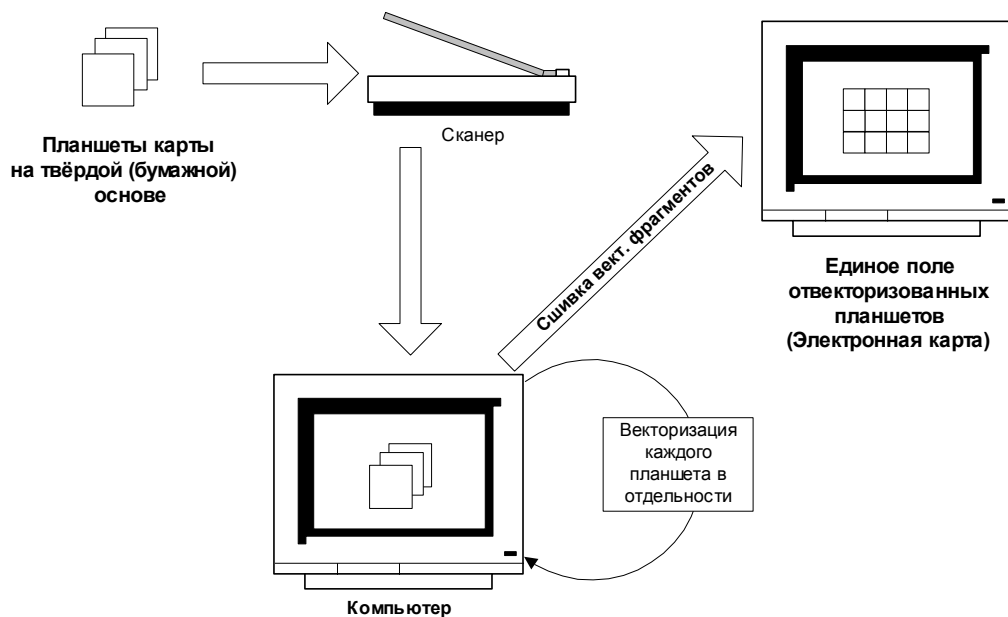 Планшеты карты
на твёрдой (бумажной)
основе
Сканер
Сшивка вект. фрагментов
Единое поле
отвекторизованных
планшетов
(Электронная карта)
Векторизация
каждого
планшета в
отдельности
Компьютер